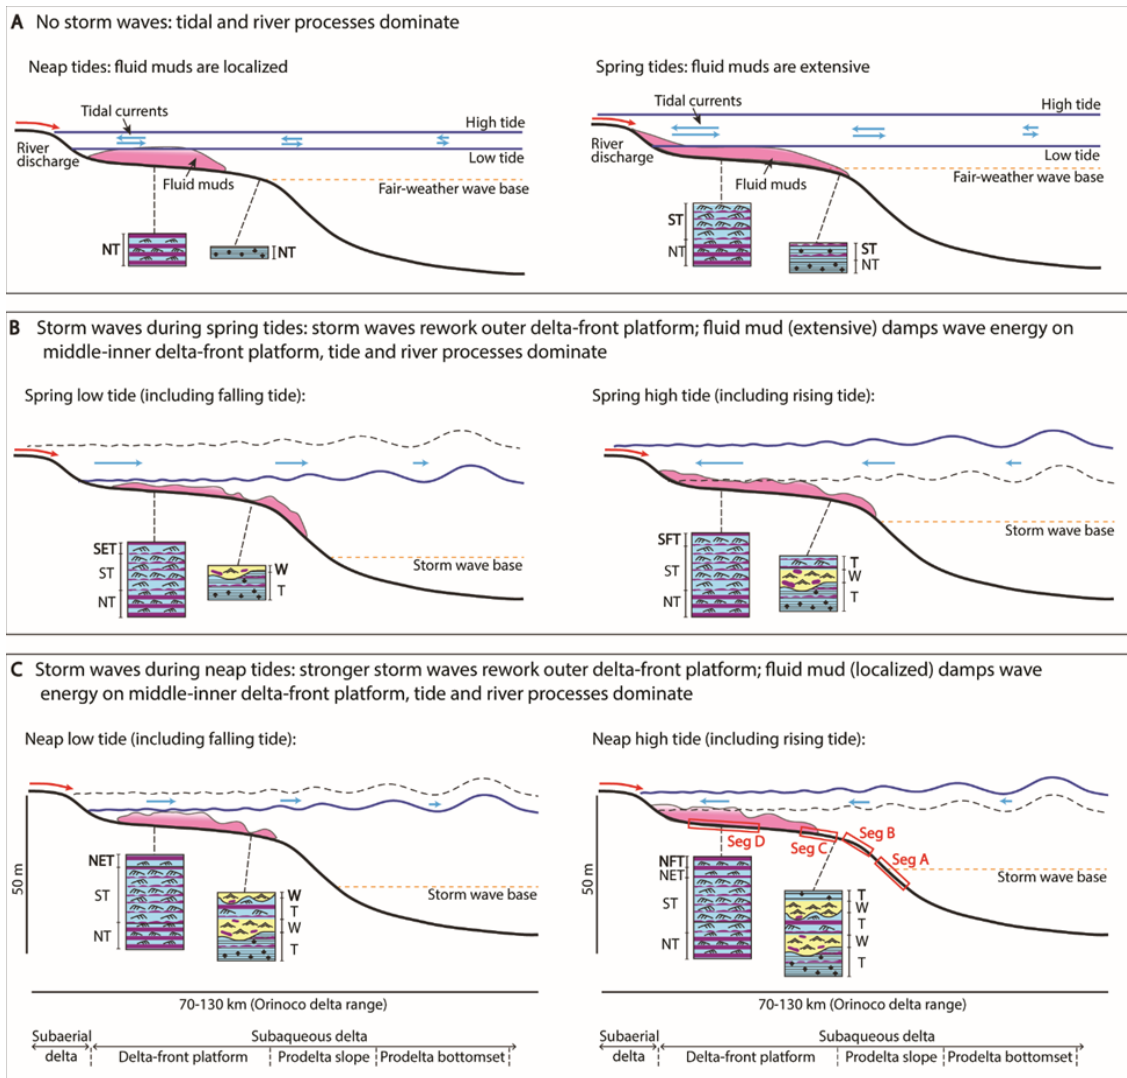 A No storm waves: tidal and river processes dominate
Neap tides: fluid muds are localized
Tidal currents
High tide
River
discharge
Low tide
Fluid muds
Fair-weather wave base
NT
NT
Spring tides: fluid muds are extensive
Tidal currents
High tide
River
discharge
Low tide
Fluid muds
Fair-weather wave base
ST
NT
ST
NT
B Storm waves during spring tides: storm waves rework outer delta-front platform; fluid mud (extensive) damps wave energy on
middle-inner delta-front platform, tide and river processes dominate
Spring low tide (including falling tide):
Storm wave base
SET
ST
NT
W
T
Spring high tide (including rising tide):
Storm wave base
SFT
ST
NT
T
W
T
C Storm waves during neap tides: stronger storm waves rework outer delta-front platform; fluid mud (localized) damps wave
energy on middle-inner delta-front platform, tide and river processes dominate
Neap low tide (including falling tide):
50 m
Storm wave base
NET
ST
NT
W
T
W
T
70-130 km (Orinoco delta range)
Neap high tide (including rising tide):
50 m
Seg D
Seg C
Seg B
Seg A
Storm wave base
NFT
NET
ST
NT
T
W
T
W
T
70-130 km (Orinoco delta range)
Subaerial
delta
Subaqueous delta
Delta-front platform
Prodelta slope
Prodelta bottomset
Subaerial
delta
Subaqueous delta
Delta-front platform
Prodelta slope
Prodelta bottomset